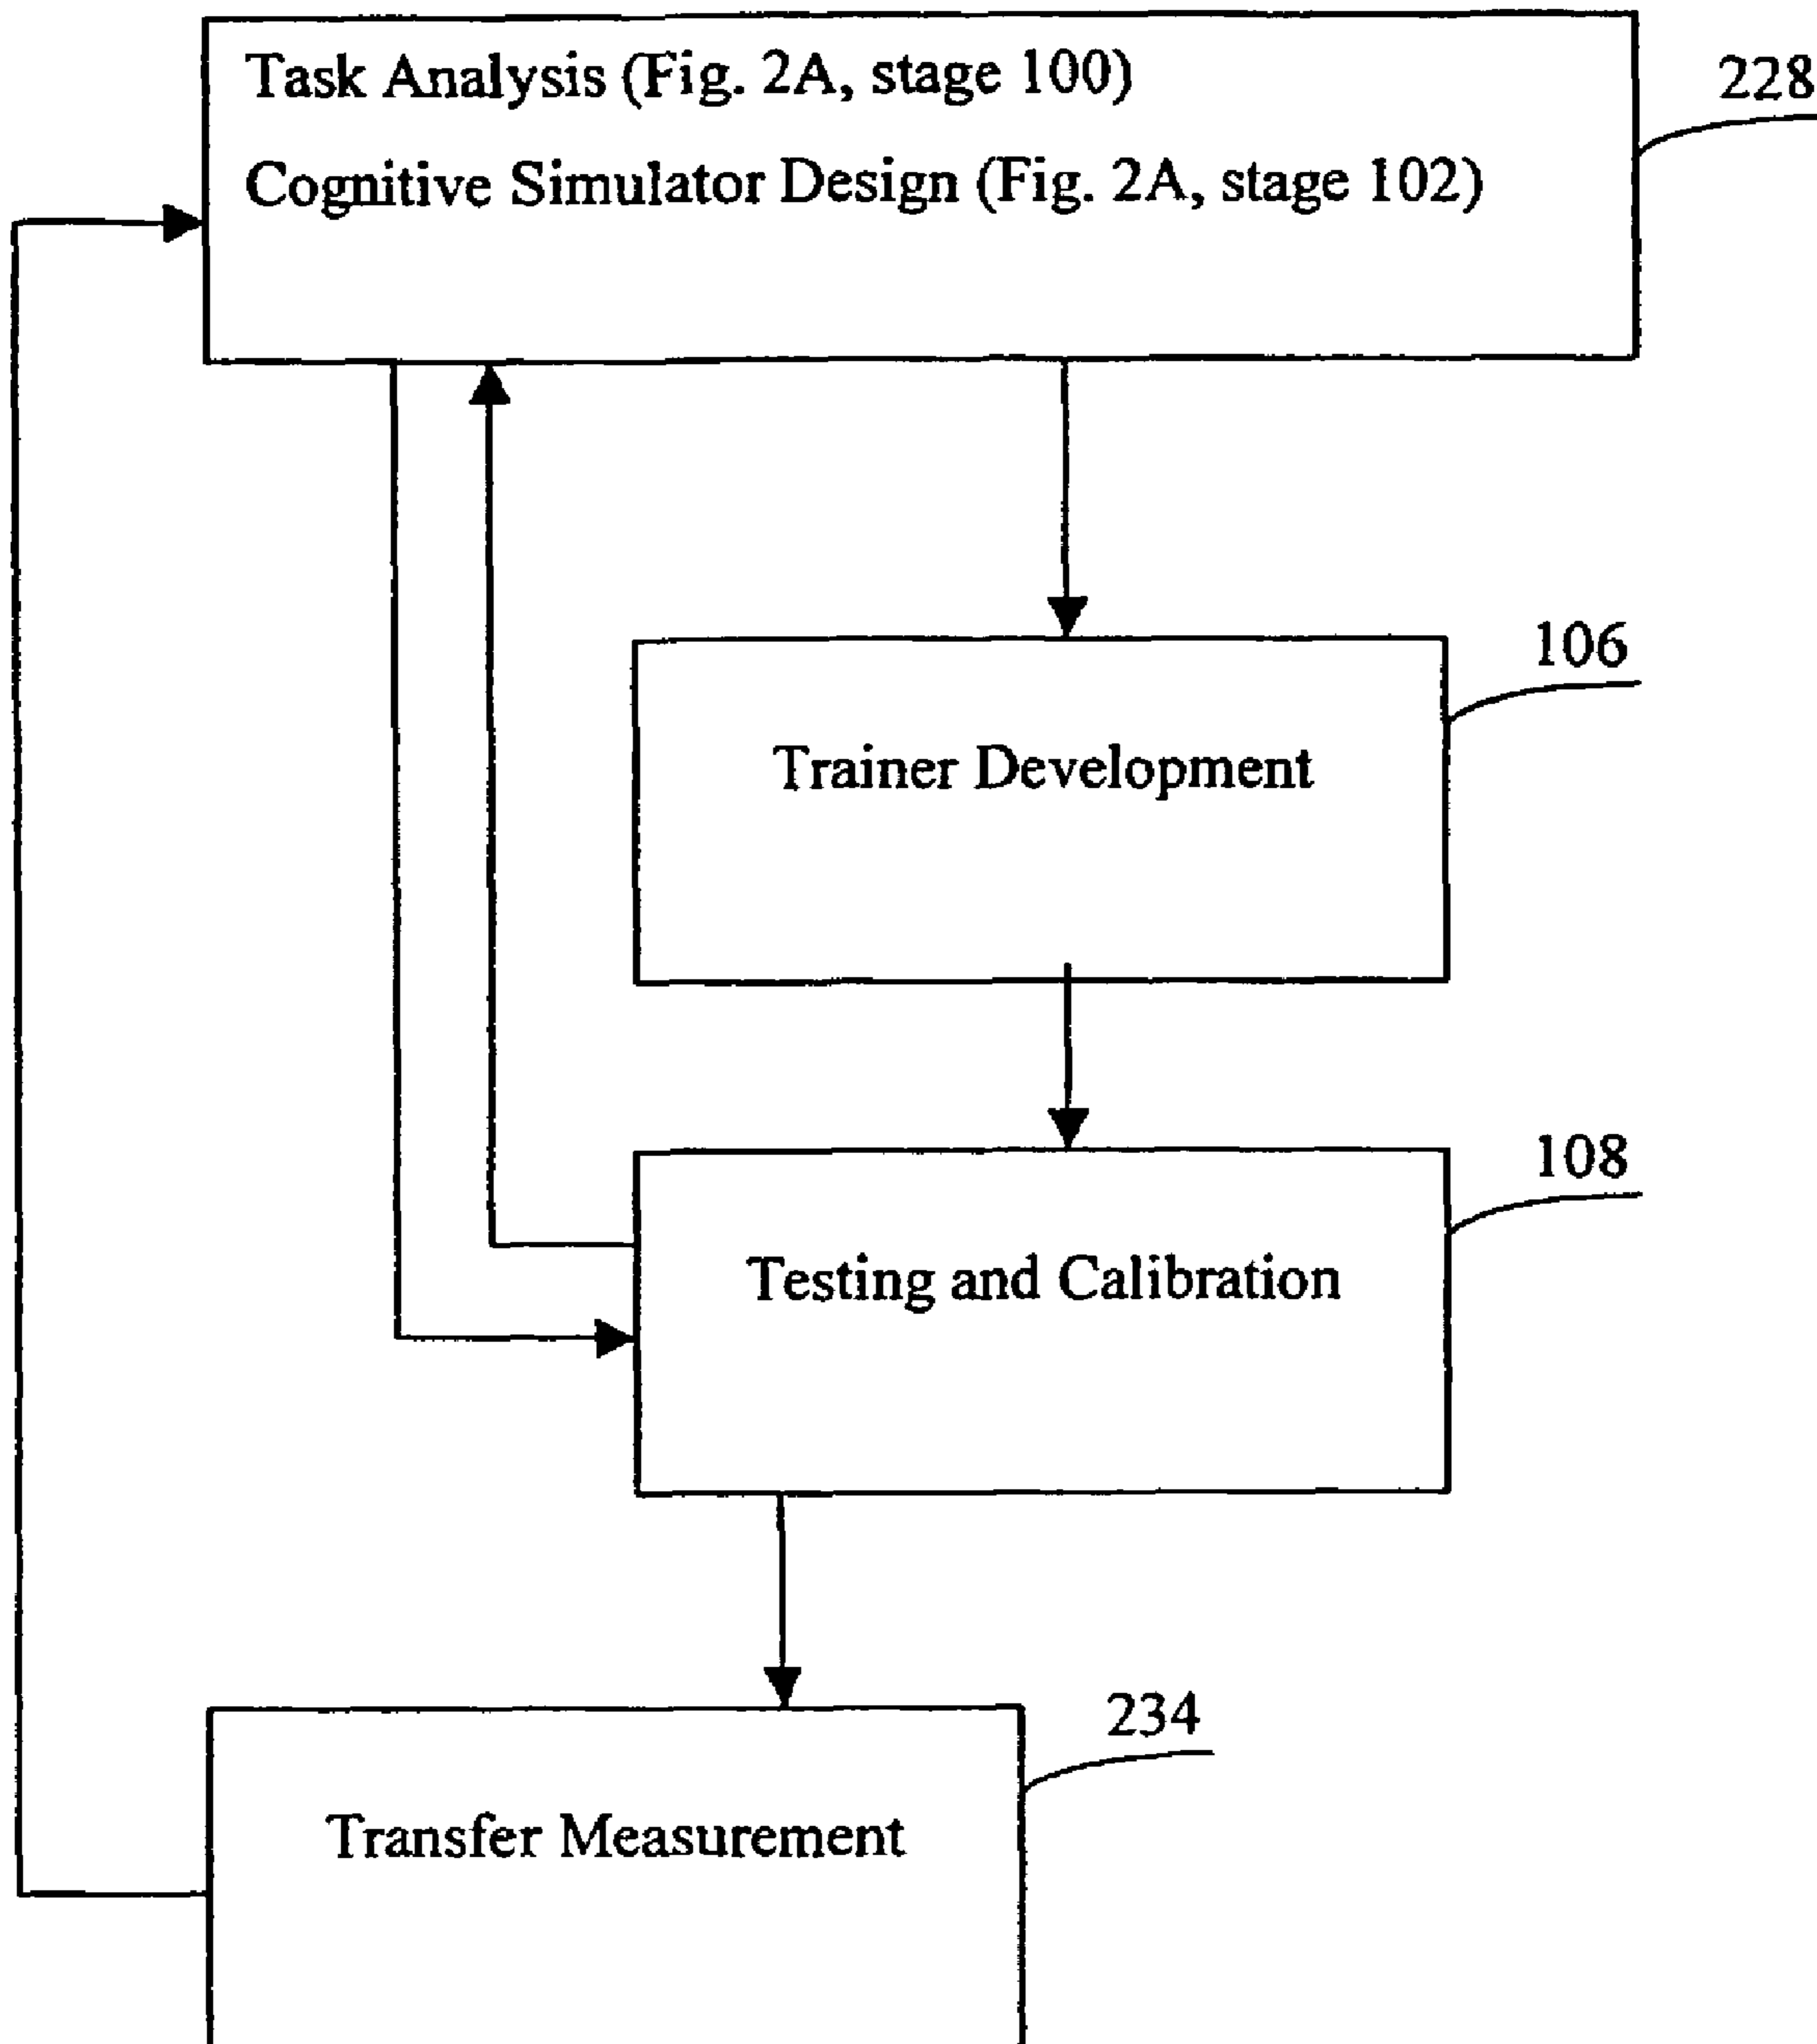 Task Analysis (Fig. 2A, stage 100)
228
Cognitive Simulator Design (Fig. 2A, stage 102)
106
Trainer Development
108
Testing and Calibration
234
Transfer Measurement